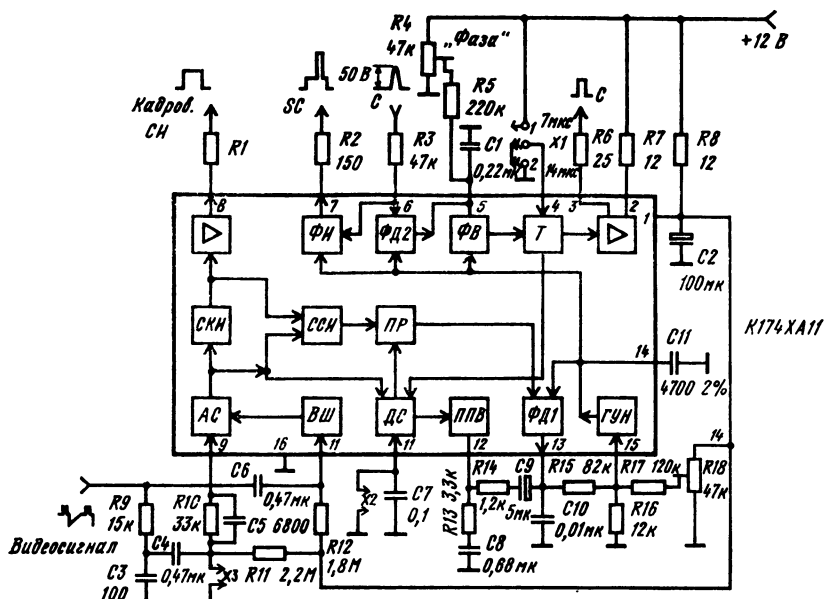 R4
47к
„Фаза“
+12 В
50 В
Кадров.
СИ
SC
С
R5
220к
7мкс
С
1
X1
2
14мкс
R1
R2
150
R3
47к
C1
0,22мк
R6
25
R7
12
R8
12
8
7
6
5
4
3
2
1
ФИ
ФД2
ФВ
Т
C2
100мк
СКИ
ССИ
ПР
К174ХА11
14
C11
4700 2%
АС
ВШ
ДС
ППВ
ФД1
ГУН
9
16
11
11
12
13
15
14
C6
0,47мк
X2
C7
0,1
R14
1,2к
C9
5мк
R15
82к
R17
120к
R18
47к
R9
15к
R10
33к
C5 6800
R13 3,3к
C10
0,01мк
R16
12к
Видеосигнал
C4
0,47мк
X3
R11 2,2М
R12
1,8М
C8
0,68мк
C3
100